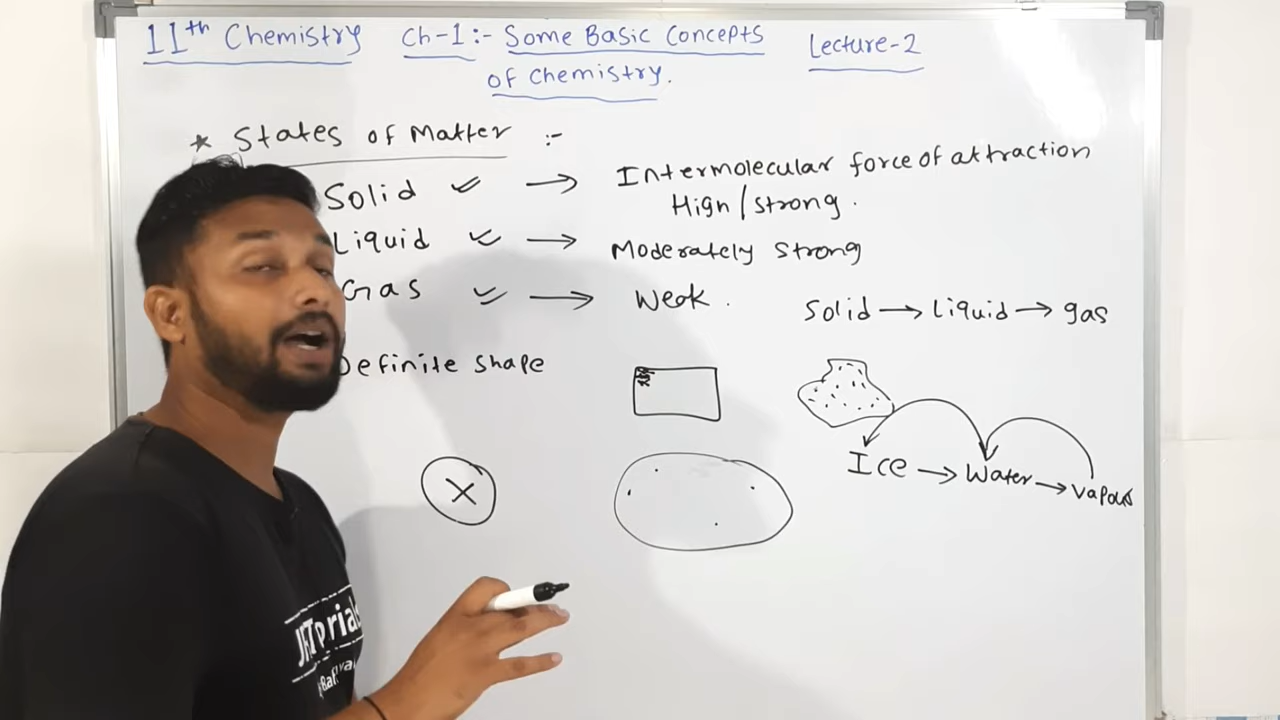 11th Chemistry Ch-1:- Some Basic Concepts of Chemistry. Lecture-2
* States of Matter :-
Solid → Intermolecular force of attraction
High / strong.
Liquid → Moderately strong
Gas → Weak.
Solid → Liquid → gas
Definite shape
X
Ice → Water → vapour